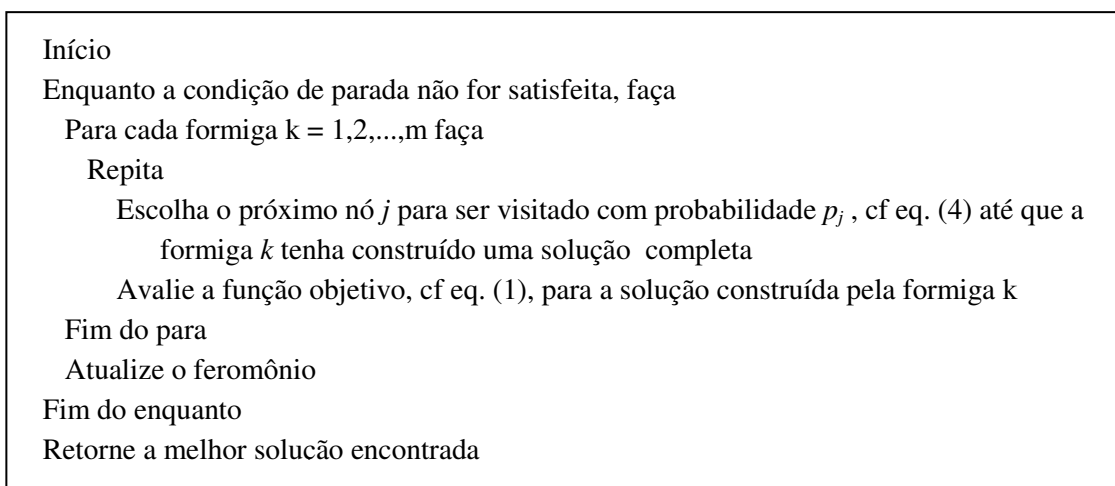 Início
Enquanto a condição de parada não for satisfeita, faça
Para cada formiga k = 1,2,...,m faça
Repita
Escolha o próximo nó j para ser visitado com probabilidade pj , cf eq. (4) até que a
formiga k tenha construído uma solução completa
Avalie a função objetivo, cf eq. (1), para a solução construída pela formiga k
Fim do para
Atualize o feromônio
Fim do enquanto
Retorne a melhor solucão encontrada